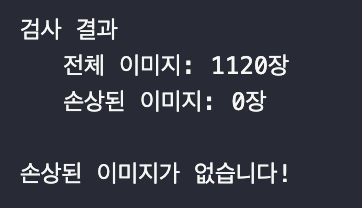 검사 결과
전체 이미지: 1120장
손상된 이미지: 0장
손상된 이미지가 없습니다!